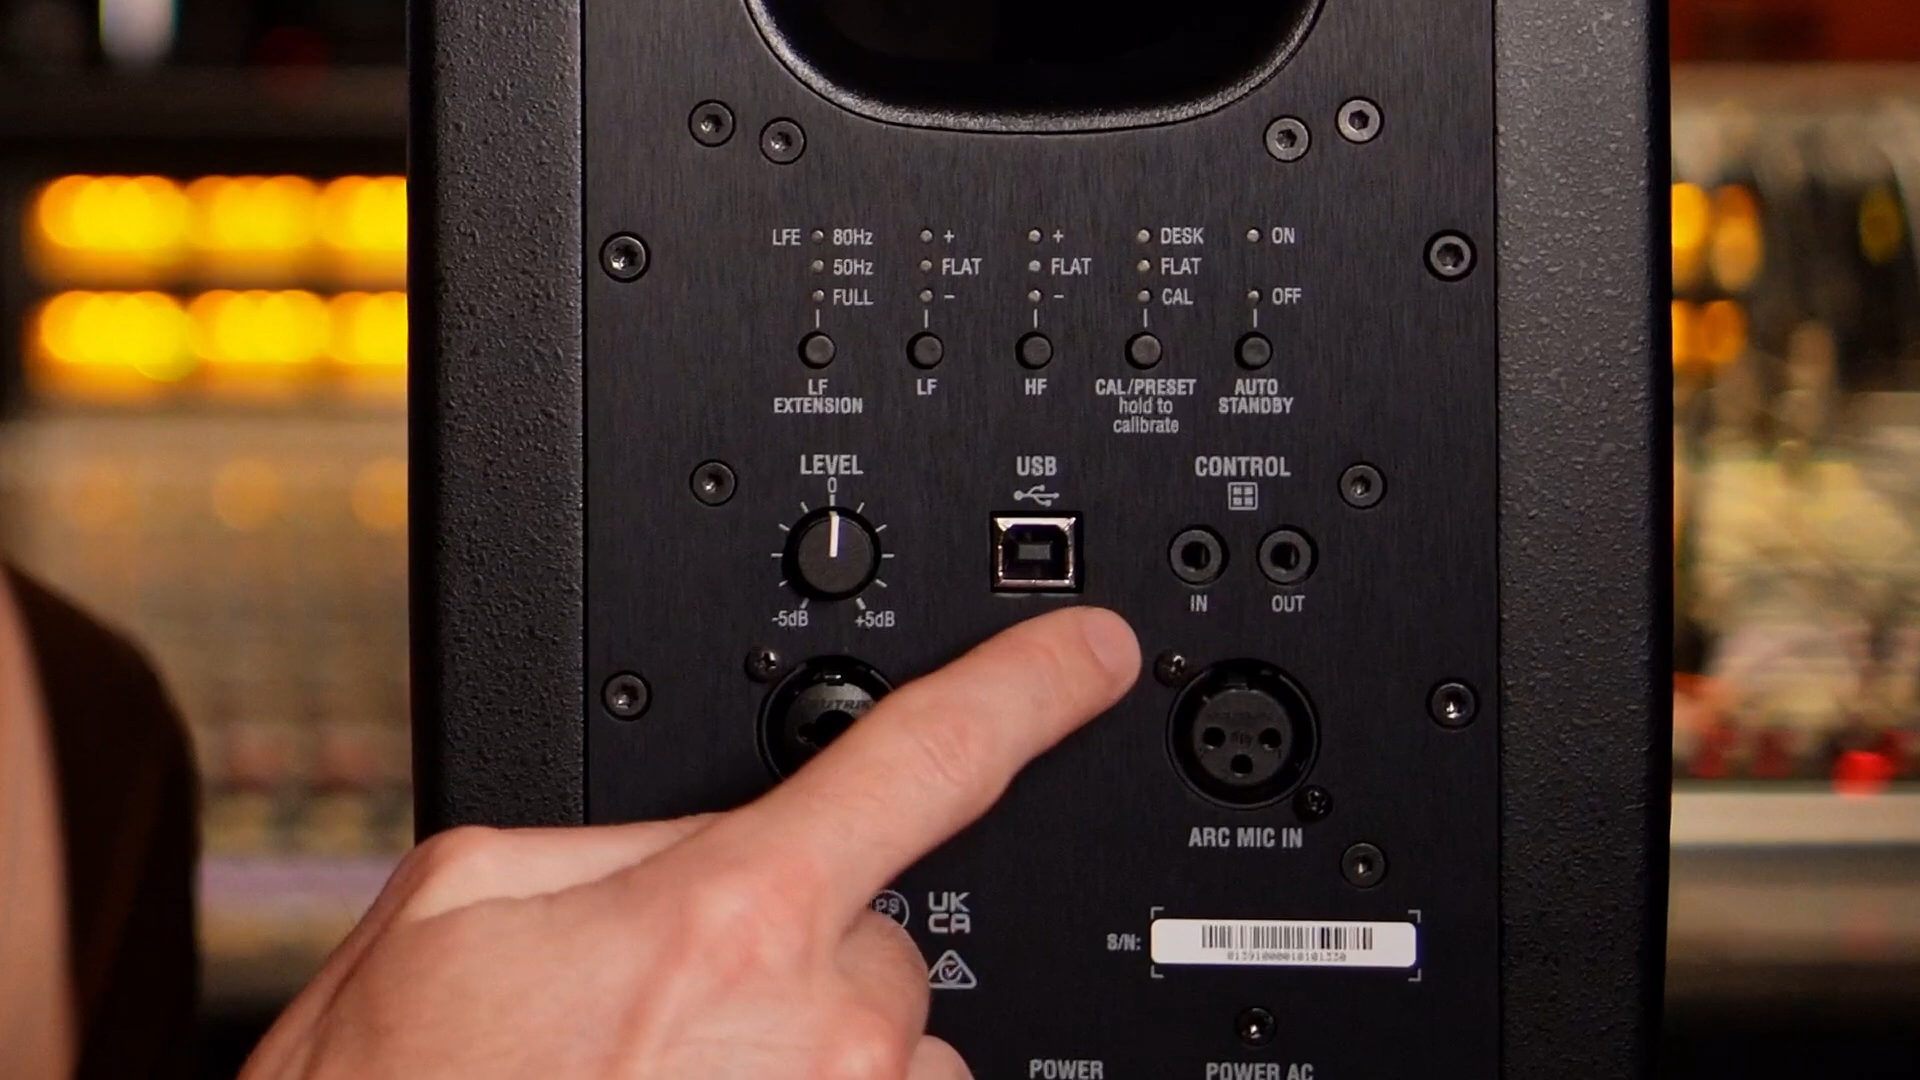 LFE 80Hz + + DESK ON
50Hz FLAT FLAT FLAT
FULL - - CAL OFF
LF EXTENSION LF HF CAL/PRESET hold to calibrate AUTO STANDBY
LEVEL USB CONTROL
0
-5dB +5dB IN OUT
ARC MIC IN
UK CA
S/N:
POWER POWER AC